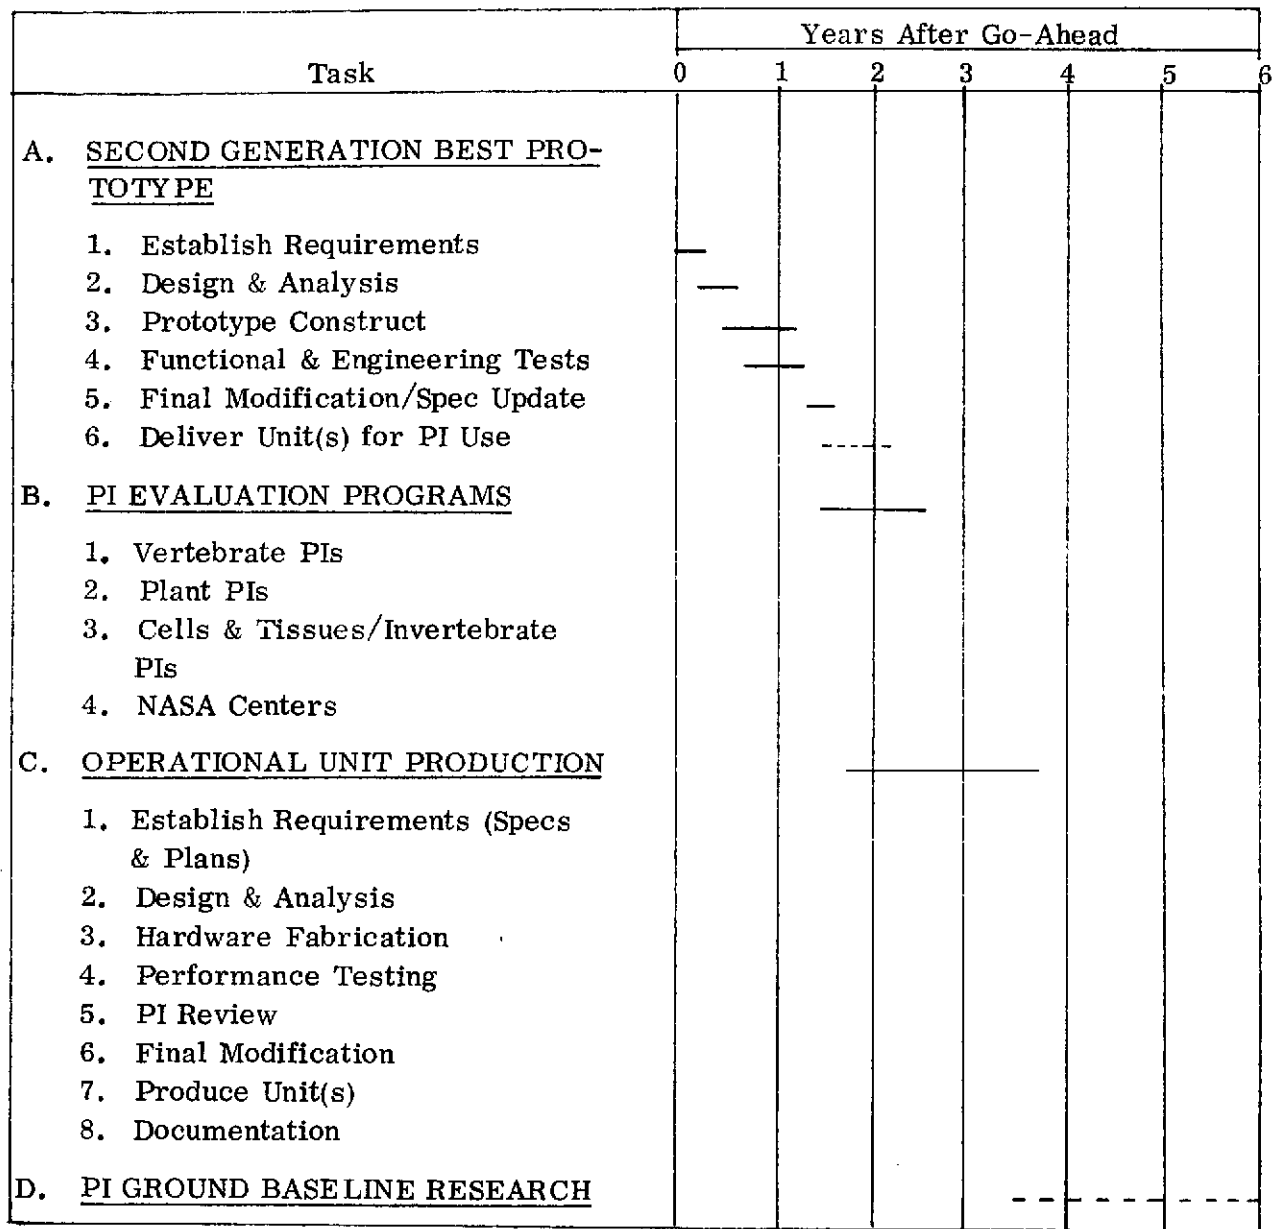 Years After Go-Ahead
Task
0 1 2 3 4 5 6
A. SECOND GENERATION BEST PRO-
TOTYPE
1. Establish Requirements
2. Design & Analysis
3. Prototype Construct
4. Functional & Engineering Tests
5. Final Modification/Spec Update
6. Deliver Unit(s) for PI Use
B. PI EVALUATION PROGRAMS
1. Vertebrate PIs
2. Plant PIs
3. Cells & Tissues/Invertebrate
PIs
4. NASA Centers
C. OPERATIONAL UNIT PRODUCTION
1. Establish Requirements (Specs
& Plans)
2. Design & Analysis
3. Hardware Fabrication
4. Performance Testing
5. PI Review
6. Final Modification
7. Produce Unit(s)
8. Documentation
D. PI GROUND BASELINE RESEARCH